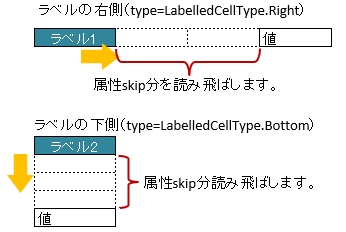 ラベルの右側(type=LabelledCellType.Right)
ラベル1
値
属性skip分を読み飛ばします。
ラベルの下側(type=LabelledCellType.Bottom)
ラベル2
属性skip分読み飛ばします。
値